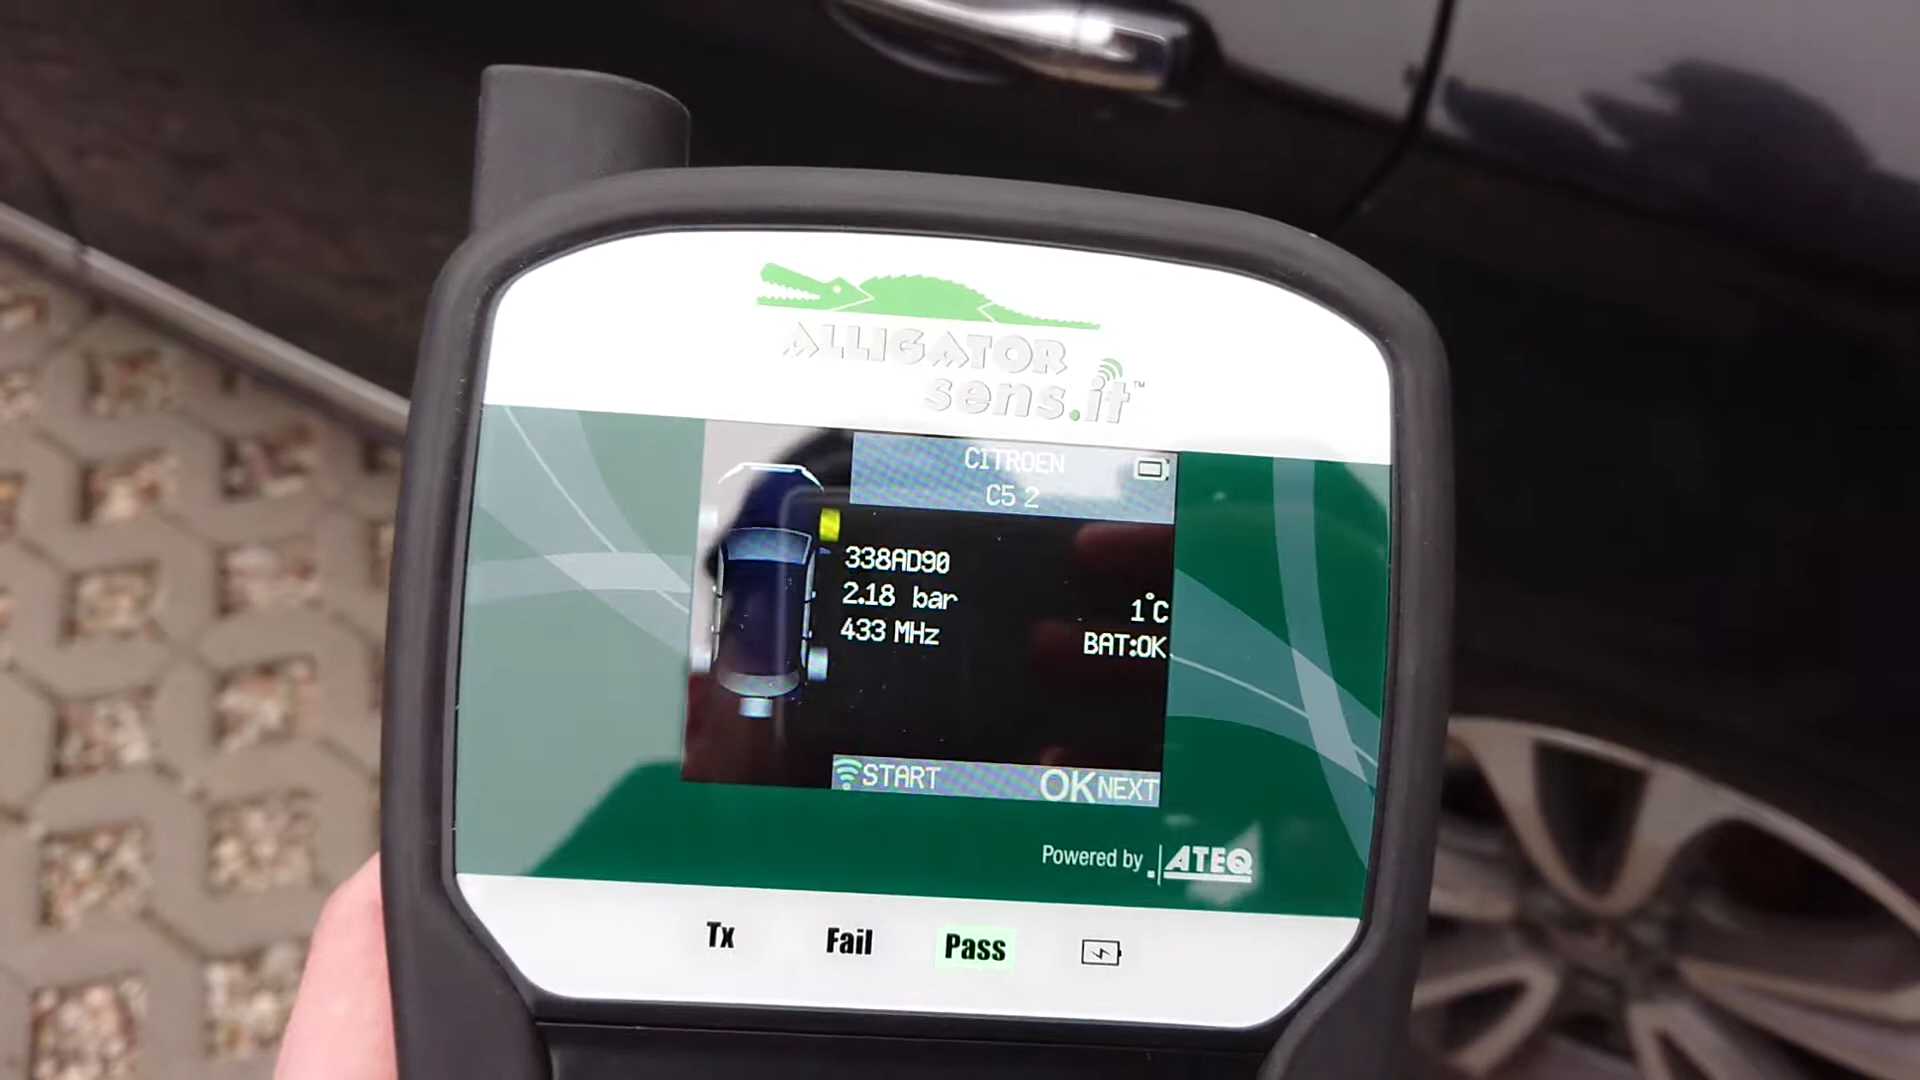 ALLIGATOR
sens.it™
CITROEN
C5 2
338AD90
2.18 bar
1°C
433 MHz
BAT:OK
START
OK NEXT
Powered by ATEQ
Tx
Fail
Pass